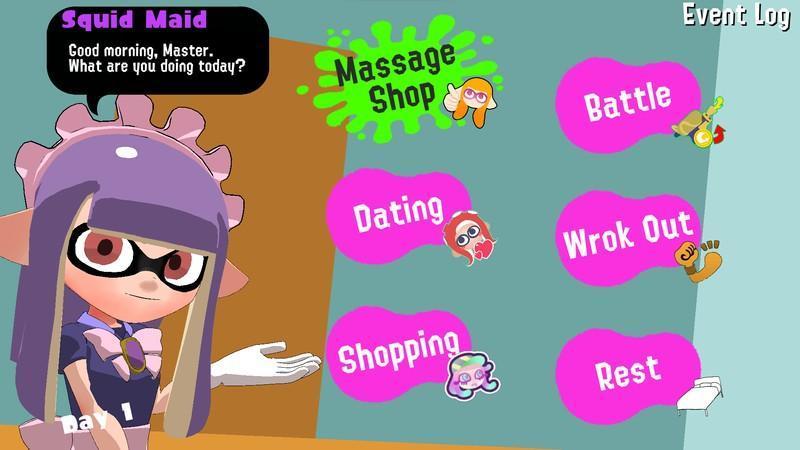 Squid Maid
Good morning, Master.
What are you doing today?
Event Log
Massage
Shop
Battle
Dating
Wrok Out
Shopping
Rest
Day 1